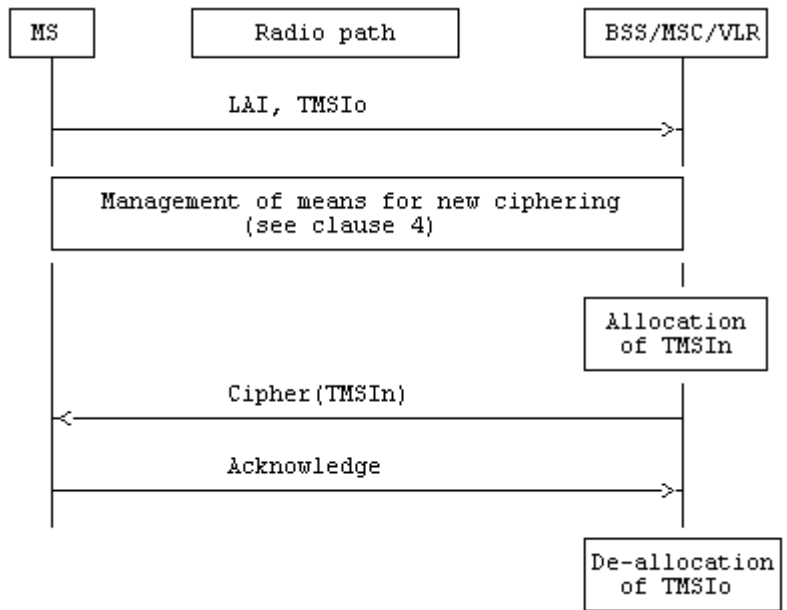 MS
Radio path
BSS/MSC/VLR
LAI, TMSIo
Management of means for new ciphering
(see clause 4)
Allocation
of TMSIn
Cipher(TMSIn)
Acknowledge
De-allocation
of TMSIo